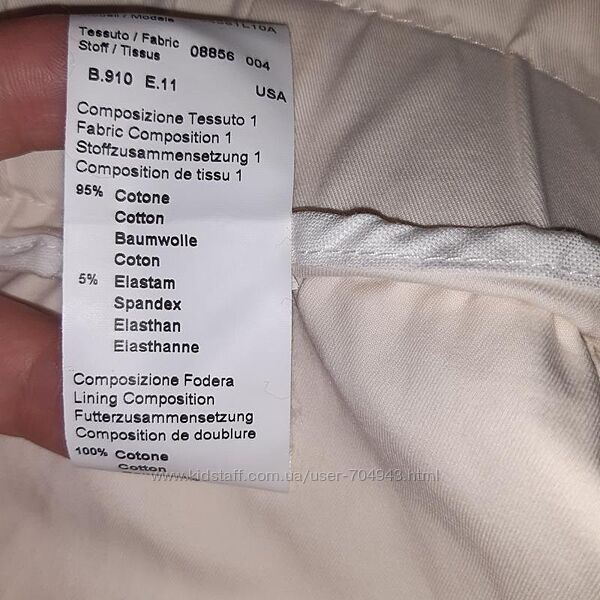 Tessuto / Fabric 08856 004
Stoff / Tissus
B.910 E.11 USA
Composizione Tessuto 1
Fabric Composition 1
Stoffzusammensetzung 1
Composition de tissu 1
95% Cotone
Cotton
Baumwolle
Coton
5% Elastam
Spandex
Elasthan
Elasthanne
Composizione Fodera
Lining Composition
Futterzusammensetzung
Composition de doublure
100% Cotone
Cotton
www.kidstaff.com.ua/user-704943.html